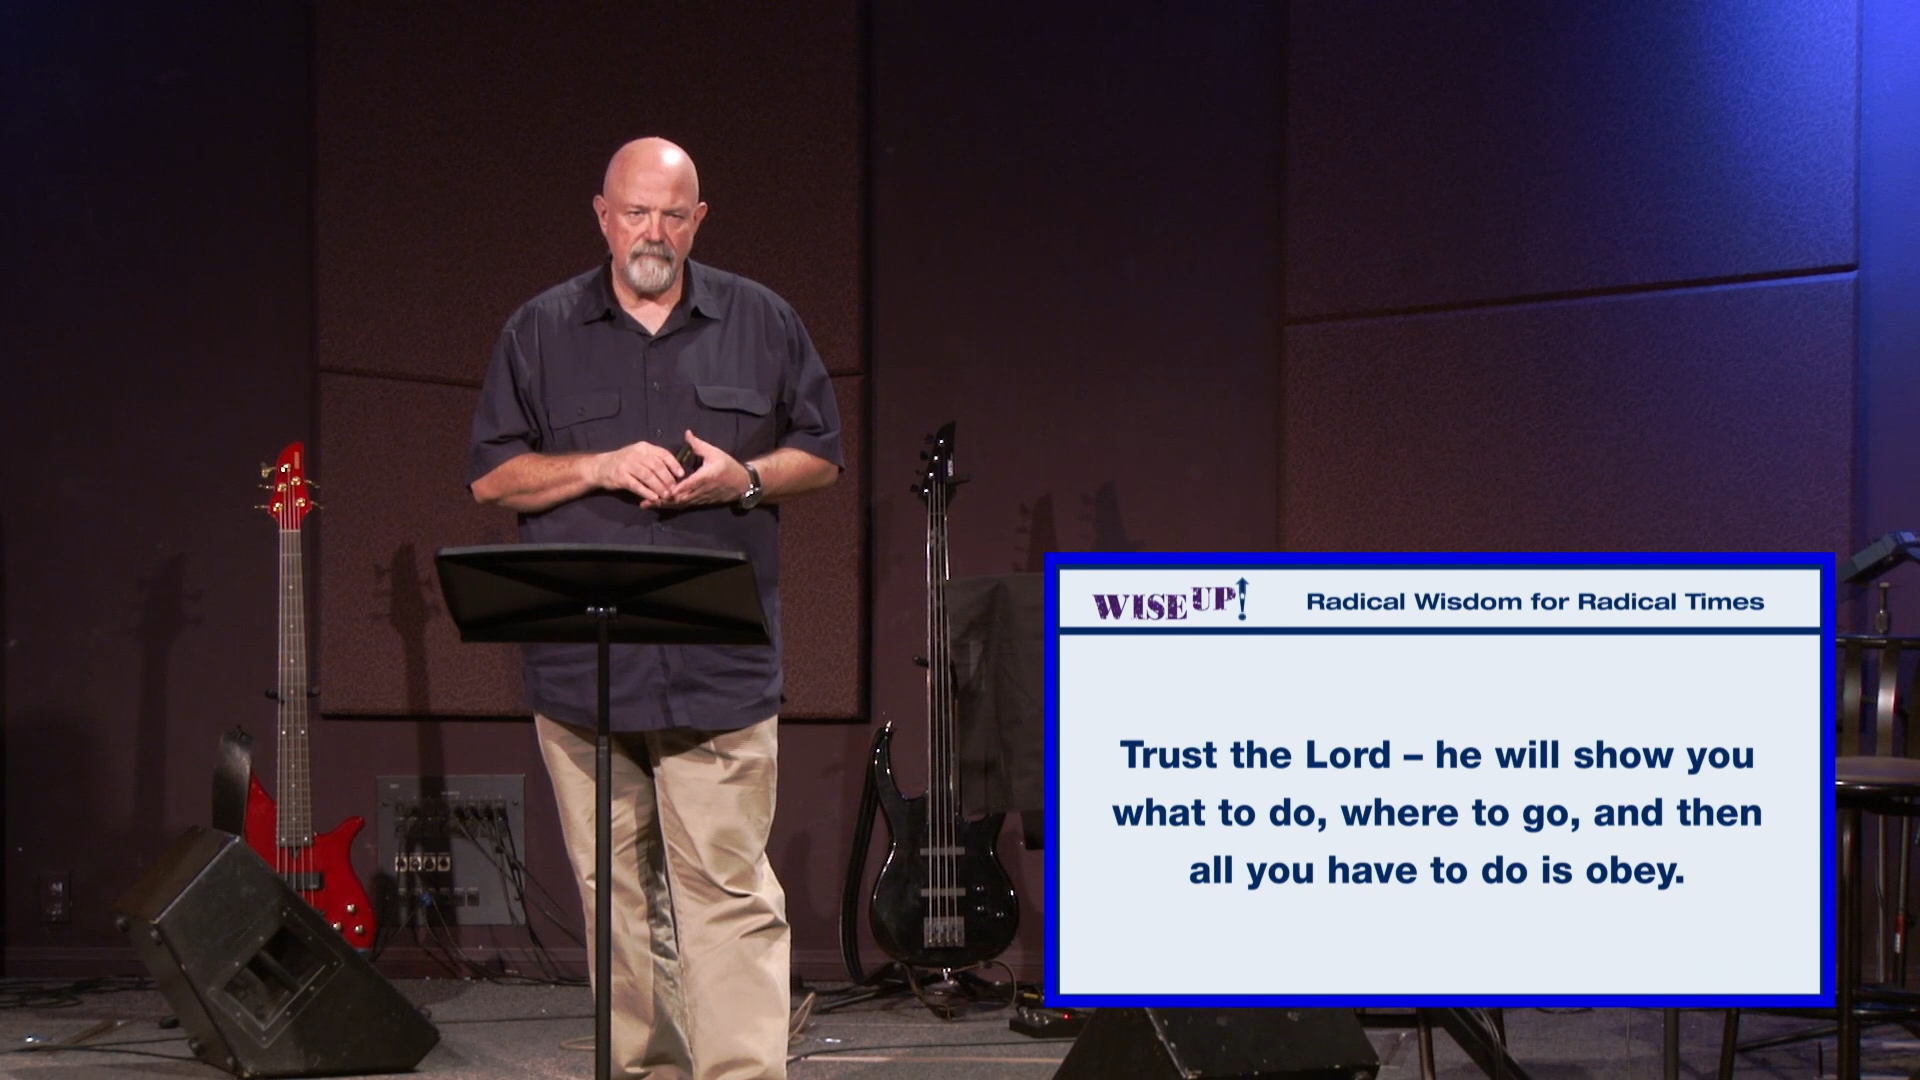 WISE UP!
Radical Wisdom for Radical Times
Trust the Lord – he will show you
what to do, where to go, and then
all you have to do is obey.